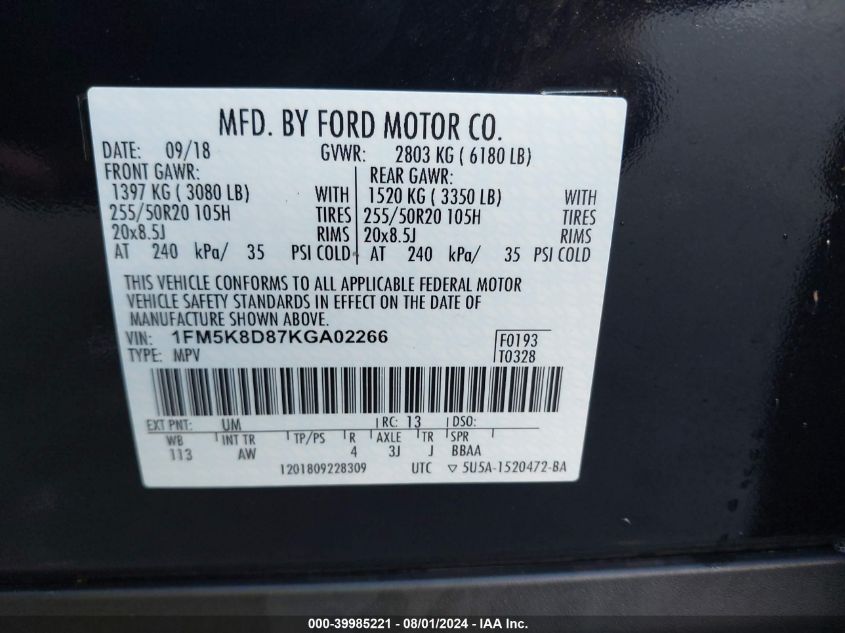 MFD. BY FORD MOTOR CO.
DATE: 09/18 GVWR: 2803 KG ( 6180 LB)
FRONT GAWR: REAR GAWR:
1397 KG ( 3080 LB) WITH 1520 KG ( 3350 LB) WITH
255/50R20 105H TIRES 255/50R20 105H TIRES
20x8.5J RIMS 20x8.5J RIMS
AT 240 kPa/ 35 PSI COLD AT 240 kPa/ 35 PSI COLD
THIS VEHICLE CONFORMS TO ALL APPLICABLE FEDERAL MOTOR
VEHICLE SAFETY STANDARDS IN EFFECT ON THE DATE OF
MANUFACTURE SHOWN ABOVE.
VIN: 1FM5K8D87KGA02266 F0193
TYPE: MPV T0328
EXT PNT: UM RC: 13 DSO:
WB INT TR TP/PS R AXLE TR SPR
113 AW 4 3J J BBAA
1201809228309 UTC ▽ 5U5A-1520472-BA
000-39985221 - 08/01/2024 - IAA Inc.